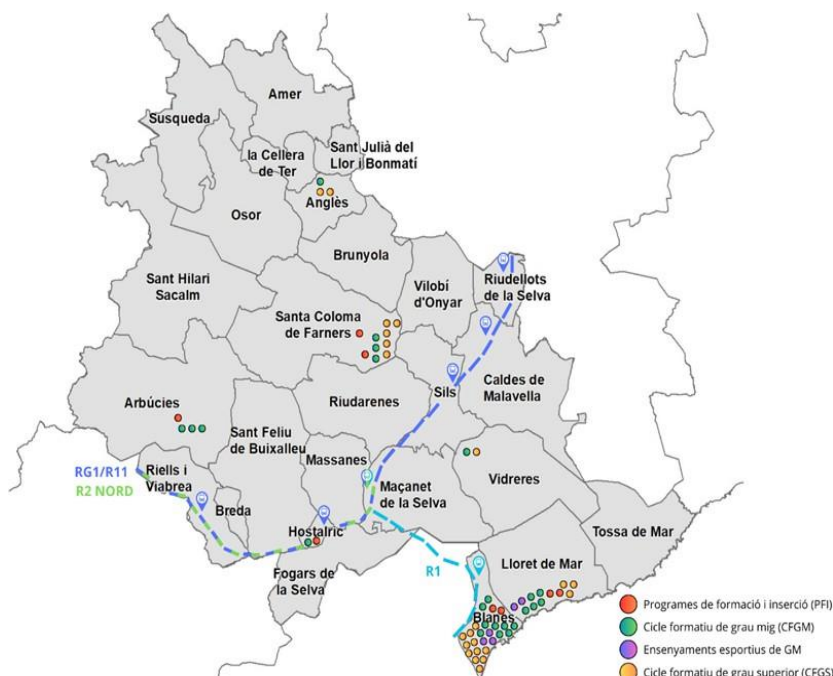 Amer
Susqueda
la Cellera
de Ter
Sant Julià del
Llor i Bonmatí
Anglès
Osor
Brunyola
Sant Hilari
Sacalm
Vilobí
d'Onyar
Riudellots
de la Selva
Santa Coloma
de Farners
Sils
Caldes de
Malavella
Arbúcies
Riudarenes
Sant Feliu
de Buixalleu
Massanes
RG1/R11
R2 NORD
Riells i
Viabrea
Breda
Maçanet
de la Selva
Vidreres
Hostalric
Tossa de Mar
Fogars de
la Selva
R1
Lloret de Mar
Blanes
Programes de formació i inserció (PFI)
Cicle formatiu de grau mig (CFGM)
Ensenyaments esportius de GM
Cicle formatiu de grau superior (CFGS)